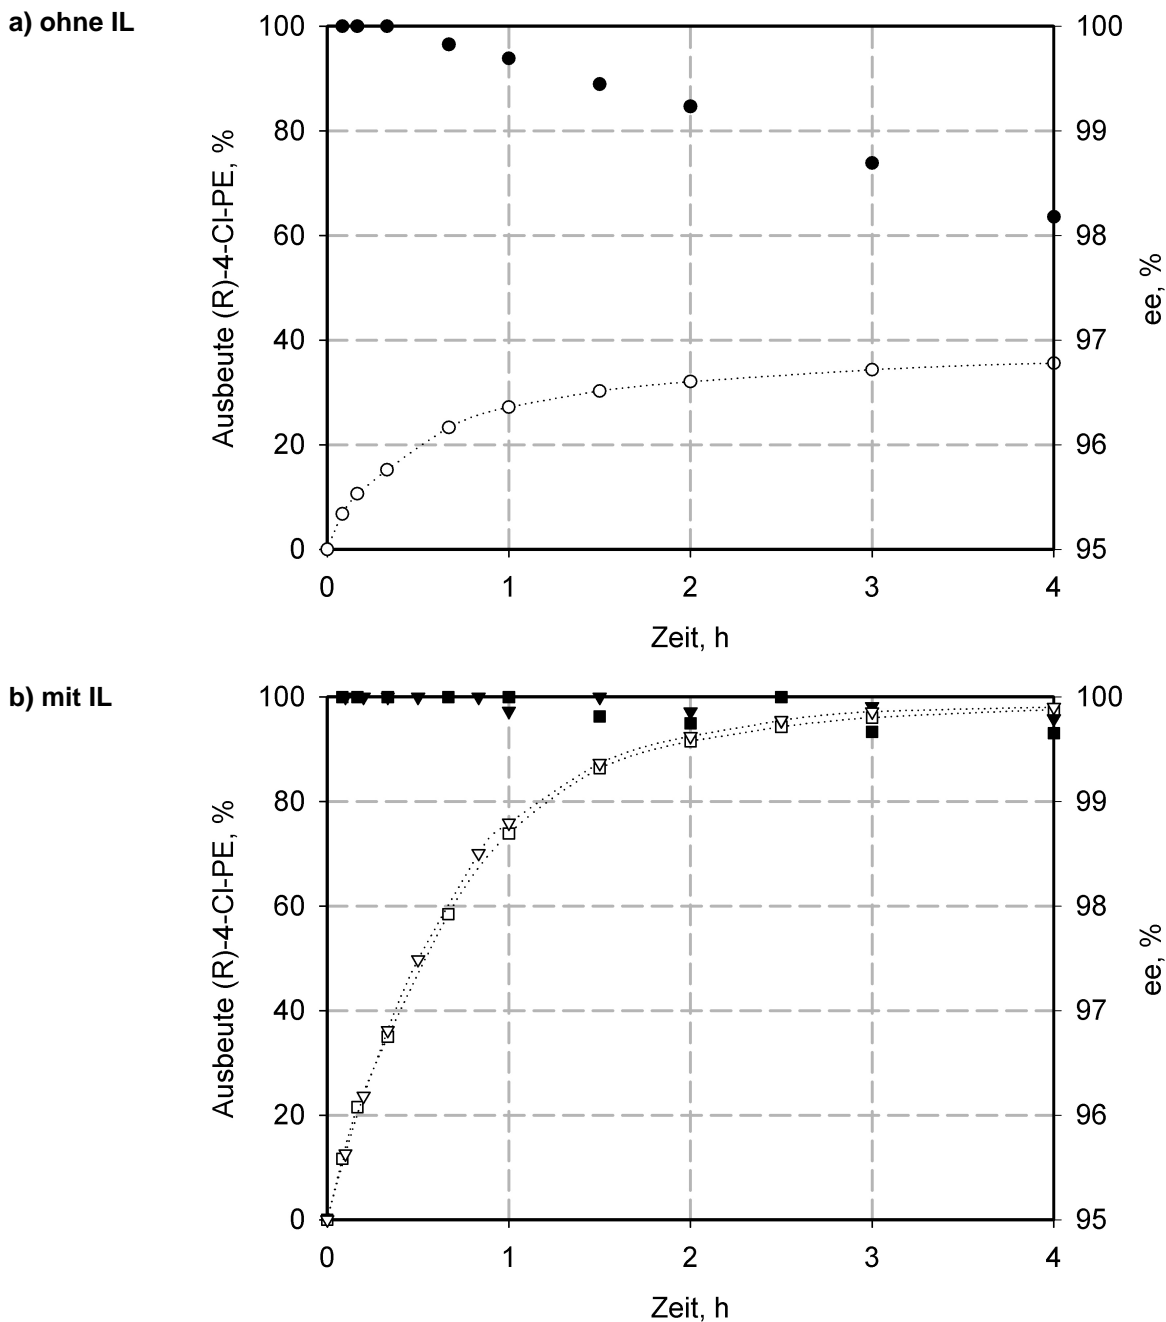 a) ohne IL
100
80
60
40
20
0
Ausbeute (R)-4-Cl-PE, %
100
99
98
97
96
95
ee, %
0 1 2 3 4
Zeit, h
b) mit IL
100
80
60
40
20
0
Ausbeute (R)-4-Cl-PE, %
100
99
98
97
96
95
ee, %
0 1 2 3 4
Zeit, h